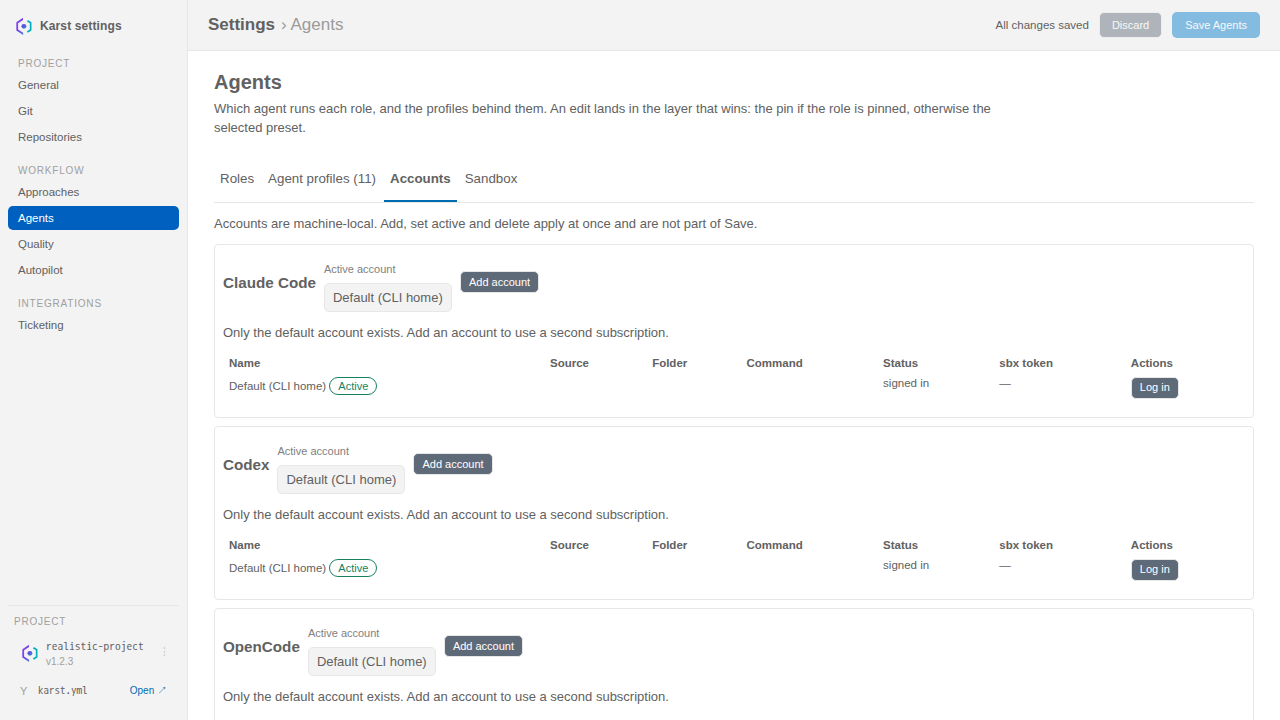 Karst settings
Settings › Agents
All changes saved
Discard
Save Agents
PROJECT
General
Git
Repositories
WORKFLOW
Approaches
Agents
Quality
Autopilot
INTEGRATIONS
Ticketing
PROJECT
realistic-project
v1.2.3
Y karst.yml Open ↗
Agents
Which agent runs each role, and the profiles behind them. An edit lands in the layer that wins: the pin if the role is pinned, otherwise the
selected preset.
Roles Agent profiles (11) Accounts Sandbox
Accounts are machine-local. Add, set active and delete apply at once and are not part of Save.
Claude Code
Active account
Default (CLI home)
Add account
Only the default account exists. Add an account to use a second subscription.
Name Source Folder Command Status sbx token Actions
Default (CLI home) Active signed in — Log in
Codex
Active account
Default (CLI home)
Add account
Only the default account exists. Add an account to use a second subscription.
Name Source Folder Command Status sbx token Actions
Default (CLI home) Active signed in — Log in
OpenCode
Active account
Default (CLI home)
Add account
Only the default account exists. Add an account to use a second subscription.